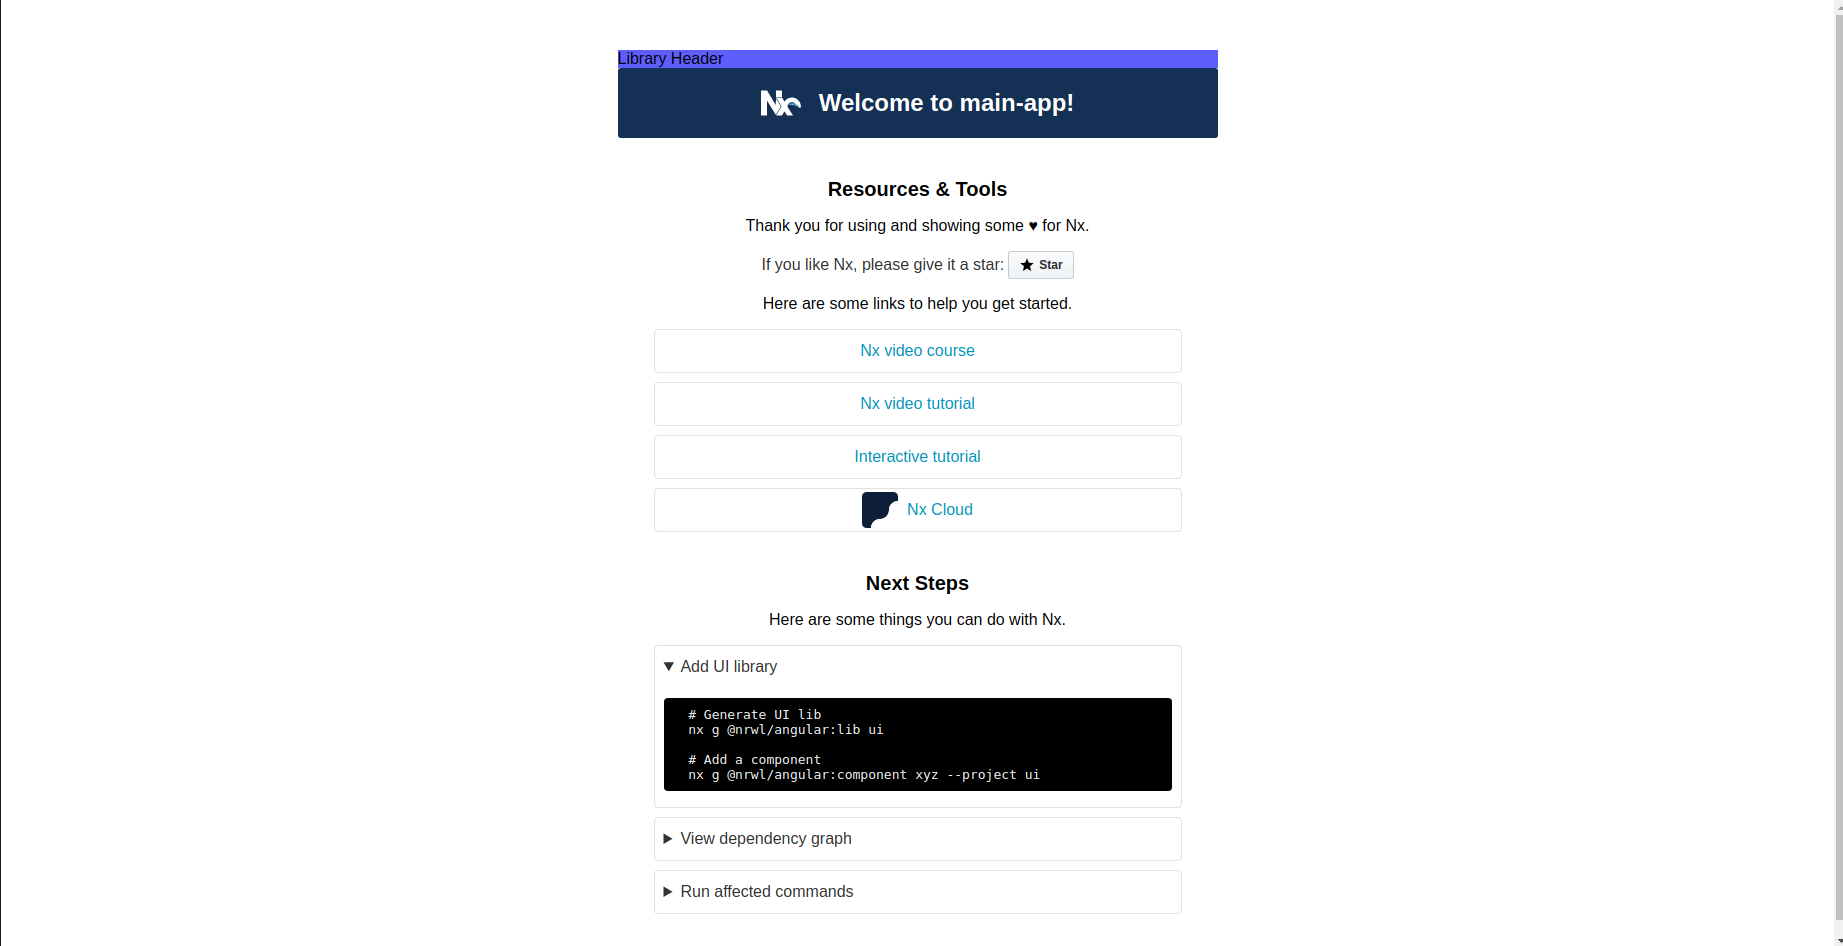 Library Header
Nx Welcome to main-app!
Resources & Tools
Thank you for using and showing some ♥ for Nx.
If you like Nx, please give it a star: ★ Star
Here are some links to help you get started.
Nx video course
Nx video tutorial
Interactive tutorial
Nx Cloud
Next Steps
Here are some things you can do with Nx.
▼ Add UI library
# Generate UI lib
nx g @nrwl/angular:lib ui
# Add a component
nx g @nrwl/angular:component xyz --project ui
▶ View dependency graph
▶ Run affected commands